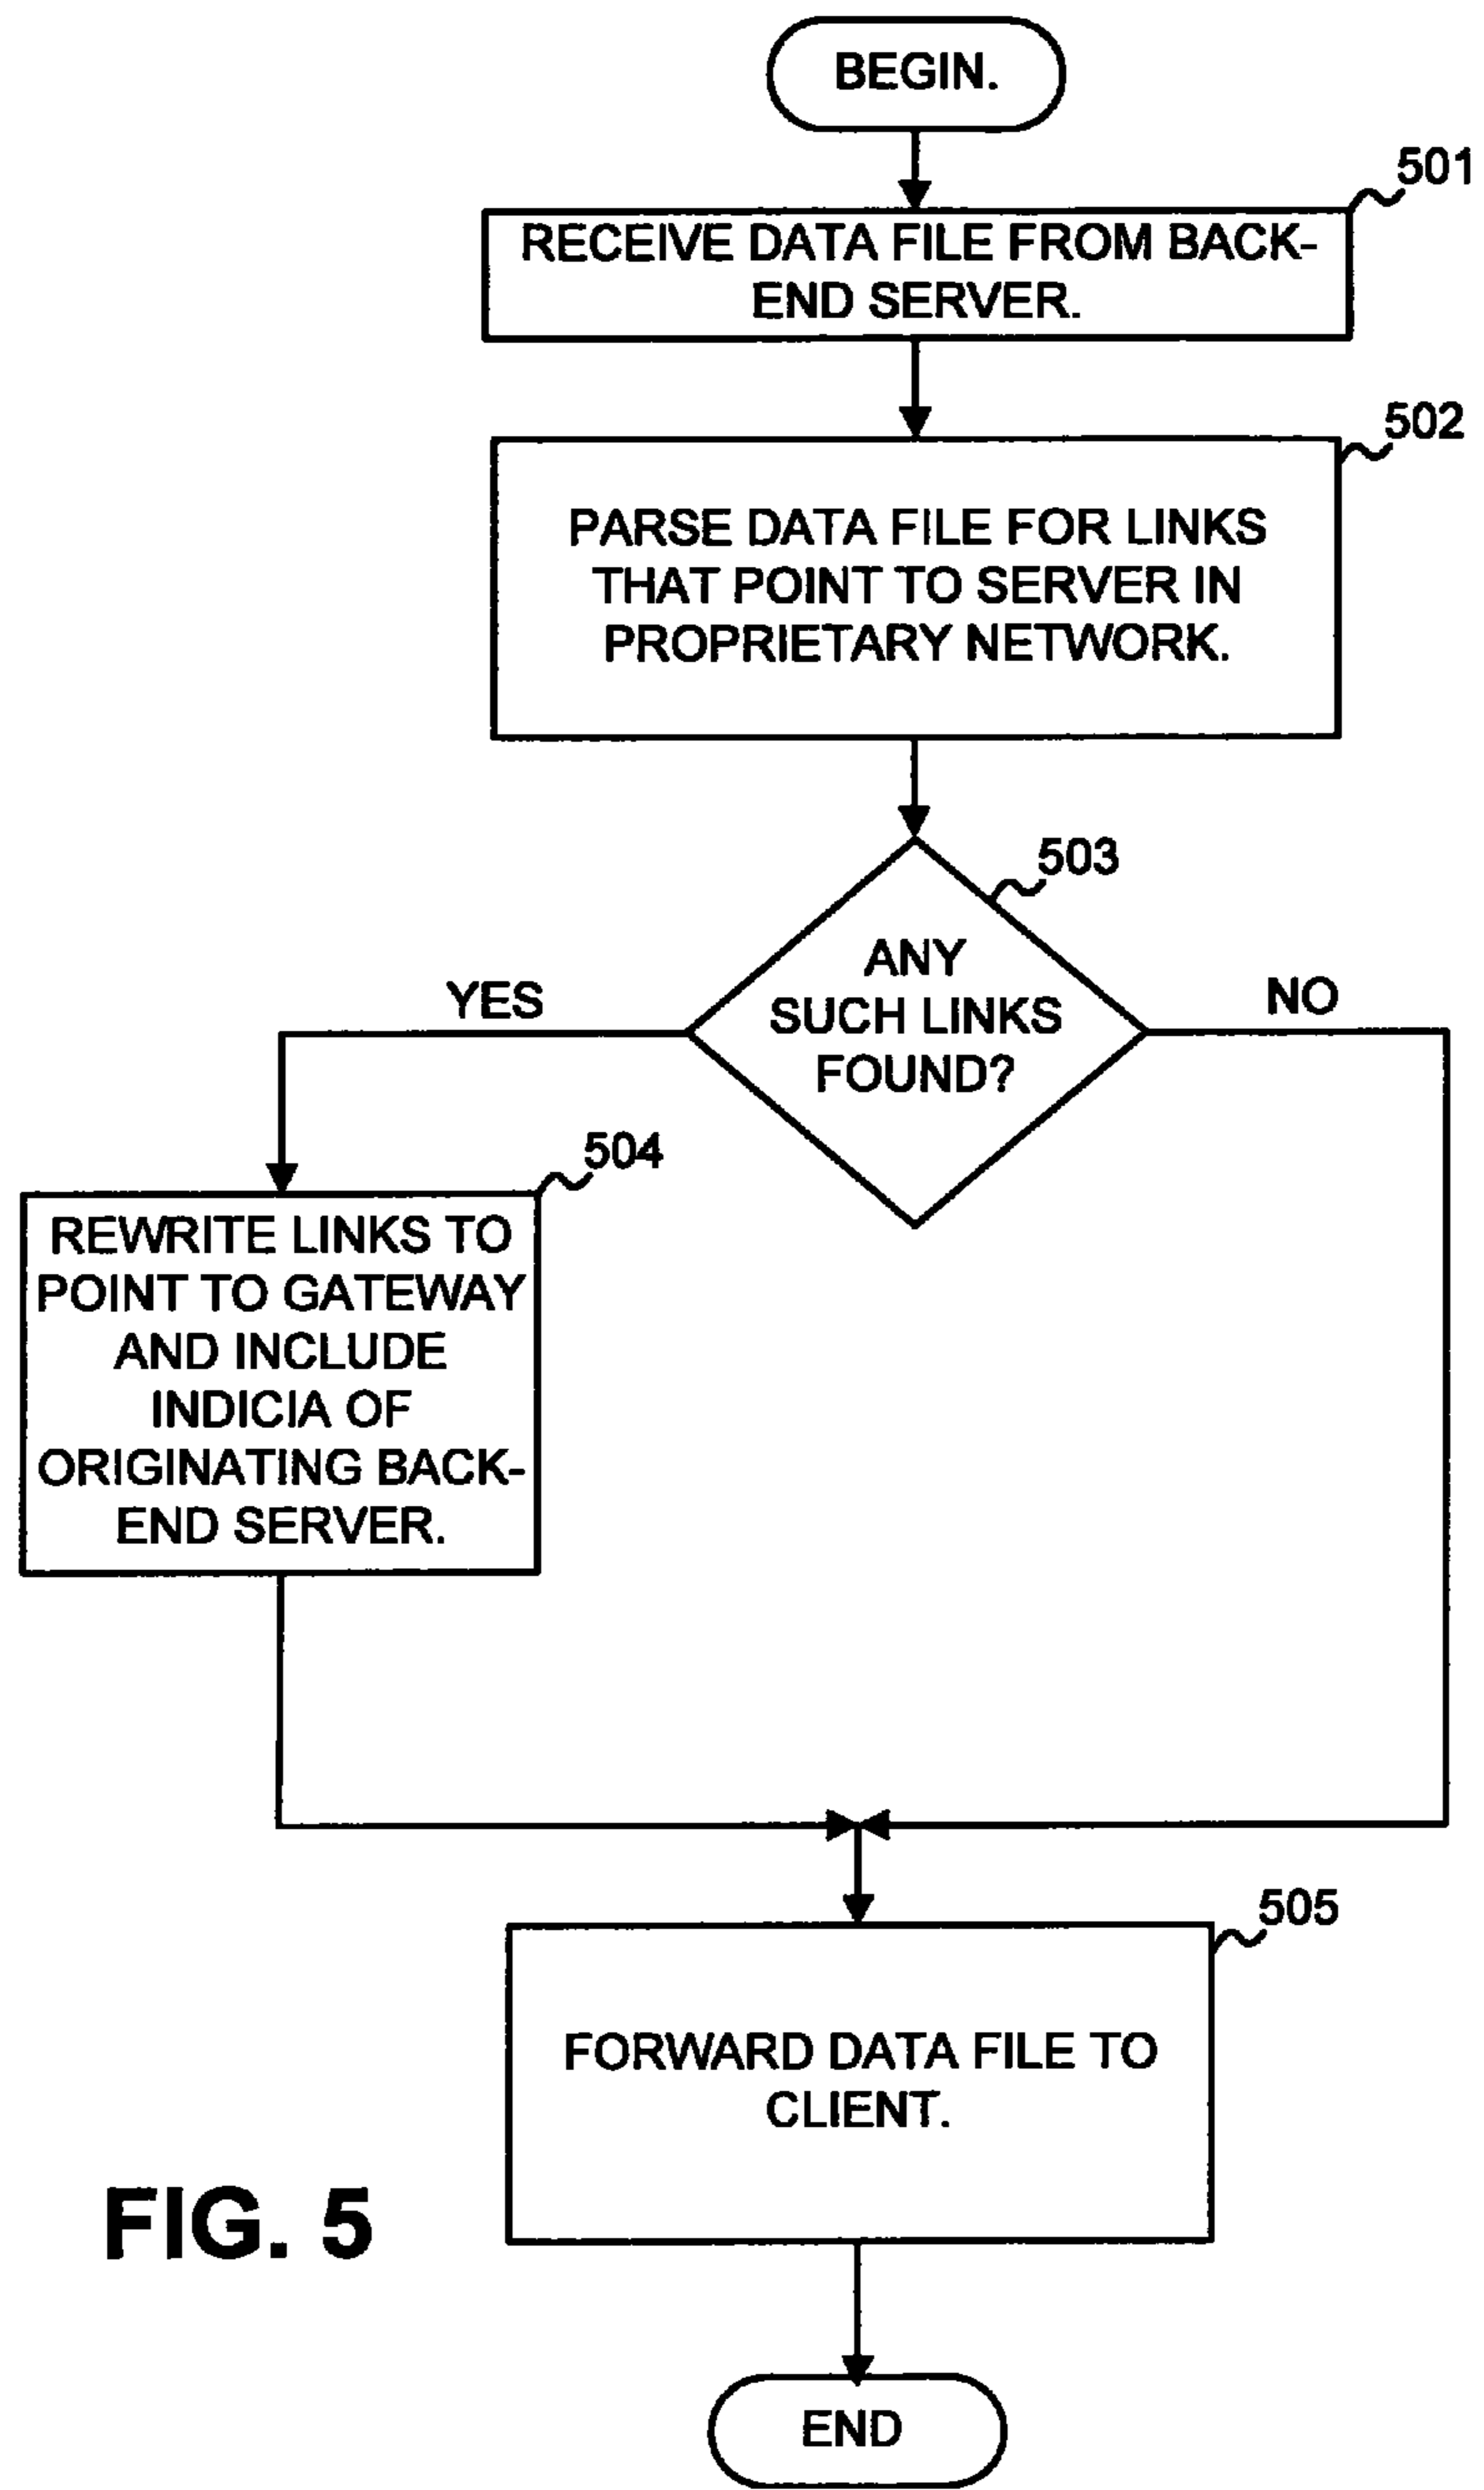 BEGIN.
501
RECEIVE DATA FILE FROM BACK-
END SERVER.
502
PARSE DATA FILE FOR LINKS
THAT POINT TO SERVER IN
PROPRIETARY NETWORK.
503
ANY
SUCH LINKS
FOUND?
YES
NO
504
REWRITE LINKS TO
POINT TO GATEWAY
AND INCLUDE
INDICIA OF
ORIGINATING BACK-
END SERVER.
505
FORWARD DATA FILE TO
CLIENT.
FIG. 5
END